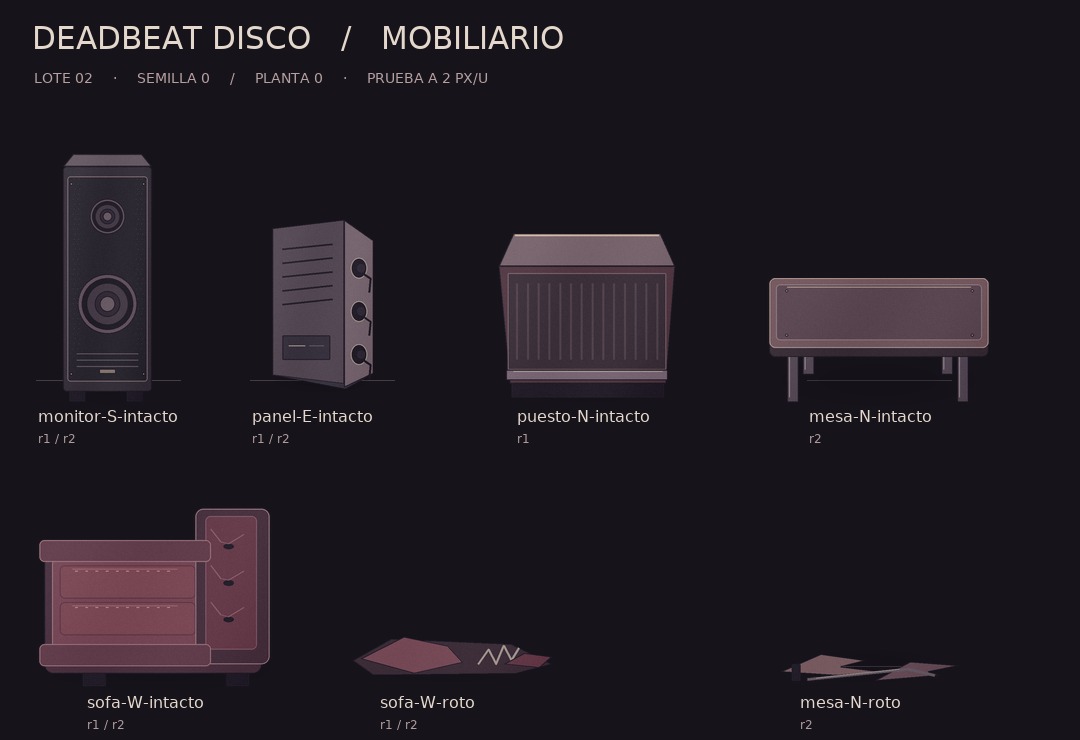 DEADBEAT DISCO / MOBILIARIO
LOTE 02 · SEMILLA 0 / PLANTA 0 · PRUEBA A 2 PX/U
monitor-S-intacto
r1 / r2
panel-E-intacto
r1 / r2
puesto-N-intacto
r1
mesa-N-intacto
r2
sofa-W-intacto
r1 / r2
sofa-W-roto
r1 / r2
mesa-N-roto
r2